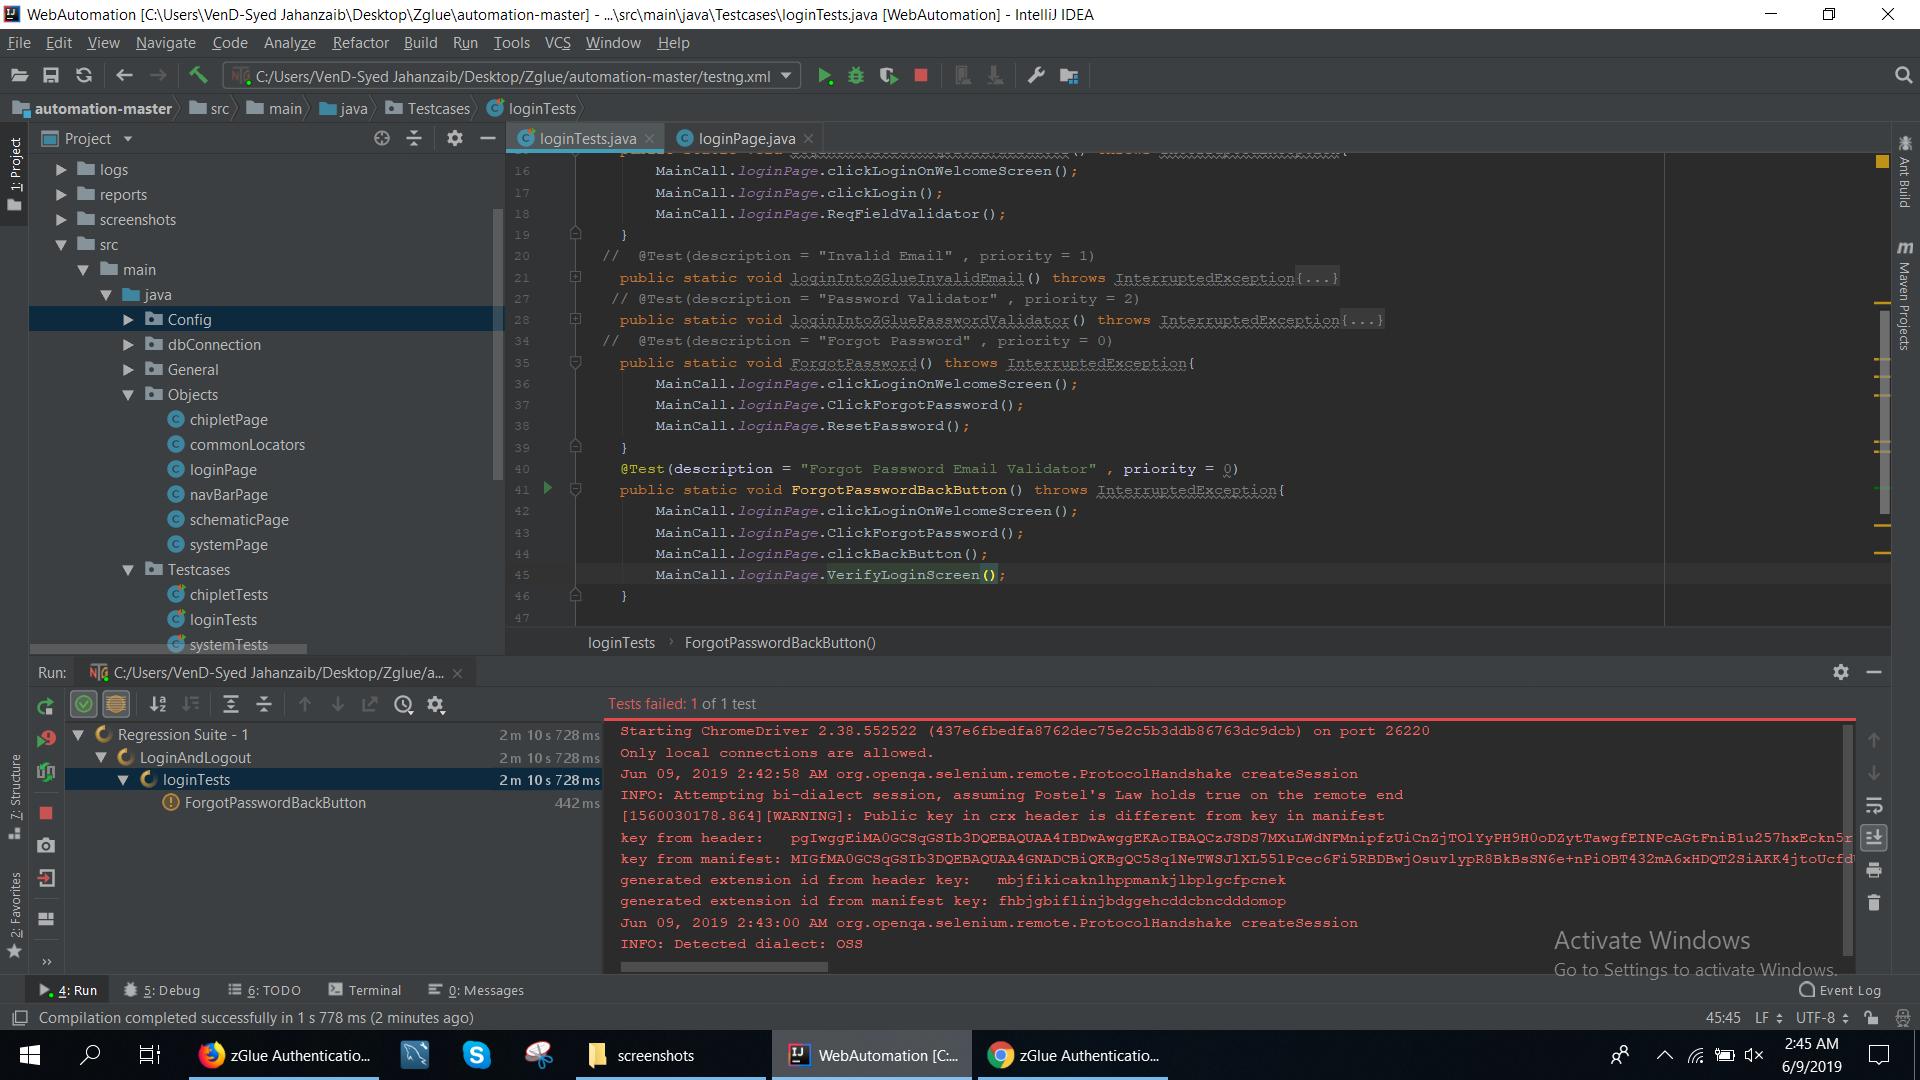 WebAutomation [C:\Users\VenD-Syed Jahanzaib\Desktop\Zglue\automation-master] - ...\src\main\java\Testcases\loginTests.java [WebAutomation] - IntelliJ IDEA
File Edit View Navigate Code Analyze Refactor Build Run Tools VCS Window Help
C:/Users/VenD-Syed Jahanzaib/Desktop/Zglue/automation-master/testng.xml
automation-master src main java Testcases loginTests
1: Project
Project
loginTests.java
loginPage.java
logs
reports
screenshots
src
main
java
Config
dbConnection
General
Objects
chipletPage
commonLocators
loginPage
navBarPage
schematicPage
systemPage
Testcases
chipletTests
loginTests
systemTests
16 MainCall.loginPage.clickLoginOnWelcomeScreen();
17 MainCall.loginPage.clickLogin();
18 MainCall.loginPage.ReqFieldValidator();
19 }
20 // @Test(description = "Invalid Email" , priority = 1)
21 public static void loginIntoZGlueInvalidEmail() throws InterruptedException{...}
27 // @Test(description = "Password Validator" , priority = 2)
28 public static void loginIntoZGluePasswordValidator() throws InterruptedException{...}
34 // @Test(description = "Forgot Password" , priority = 0)
35 public static void ForgotPassword() throws InterruptedException{
36 MainCall.loginPage.clickLoginOnWelcomeScreen();
37 MainCall.loginPage.ClickForgotPassword();
38 MainCall.loginPage.ResetPassword();
39 }
40 @Test(description = "Forgot Password Email Validator" , priority = 0)
41 public static void ForgotPasswordBackButton() throws InterruptedException{
42 MainCall.loginPage.clickLoginOnWelcomeScreen();
43 MainCall.loginPage.ClickForgotPassword();
44 MainCall.loginPage.clickBackButton();
45 MainCall.loginPage.VerifyLoginScreen();
46 }
47
loginTests › ForgotPasswordBackButton()
Ant Build
Maven Projects
Run: C:/Users/VenD-Syed Jahanzaib/Desktop/Zglue/a...
Tests failed: 1 of 1 test
Regression Suite - 1 2 m 10 s 728 ms
LoginAndLogout 2 m 10 s 728 ms
loginTests 2 m 10 s 728 ms
ForgotPasswordBackButton 442 ms
7: Structure
2: Favorites
Starting ChromeDriver 2.38.552522 (437e6fbedfa8762dec75e2c5b3ddb86763dc9dcb) on port 26220
Only local connections are allowed.
Jun 09, 2019 2:42:58 AM org.openqa.selenium.remote.ProtocolHandshake createSession
INFO: Attempting bi-dialect session, assuming Postel's Law holds true on the remote end
[1560030178.864][WARNING]: Public key in crx header is different from key in manifest
key from header: pgIwggEiMA0GCSqGSIb3DQEBAQUAA4IBDwAwggEKAoIBAQCzJSDS7MXuLWdNFMnipfzUiCnZjTOlYyPH9H0oDZytTawgfEINPcAGtFniB1u257hxEckn5r
key from manifest: MIGfMA0GCSqGSIb3DQEBAQUAA4GNADCBiQKBgQC5Sq1NeTWSJlXL55lPcec6Fi5RBDBwjOsuvlypR8BkBsSN6e+nPiOBT432mA6xHDQT2SiAKK4jtoUcfd
generated extension id from header key: mbjfikicaknlhppmankjlbplgcfpcnek
generated extension id from manifest key: fhbjgbiflinjbdggehcddcbncdddomop
Jun 09, 2019 2:43:00 AM org.openqa.selenium.remote.ProtocolHandshake createSession
INFO: Detected dialect: OSS
Activate Windows
Go to Settings to activate Windows.
4: Run 5: Debug 6: TODO Terminal 0: Messages Event Log
Compilation completed successfully in 1 s 778 ms (2 minutes ago) 45:45 LF UTF-8
zGlue Authenticatio... screenshots WebAutomation [C:... zGlue Authenticatio... 2:45 AM
6/9/2019